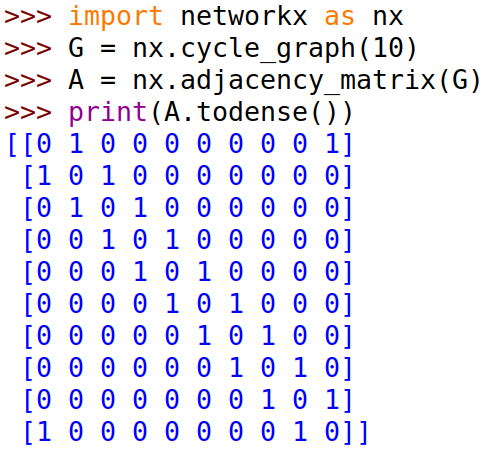 >>> import networkx as nx
>>> G = nx.cycle_graph(10)
>>> A = nx.adjacency_matrix(G)
>>> print(A.todense())
[[0 1 0 0 0 0 0 0 0 1]
 [1 0 1 0 0 0 0 0 0 0]
 [0 1 0 1 0 0 0 0 0 0]
 [0 0 1 0 1 0 0 0 0 0]
 [0 0 0 1 0 1 0 0 0 0]
 [0 0 0 0 1 0 1 0 0 0]
 [0 0 0 0 0 1 0 1 0 0]
 [0 0 0 0 0 0 1 0 1 0]
 [0 0 0 0 0 0 0 1 0 1]
 [1 0 0 0 0 0 0 0 1 0]]